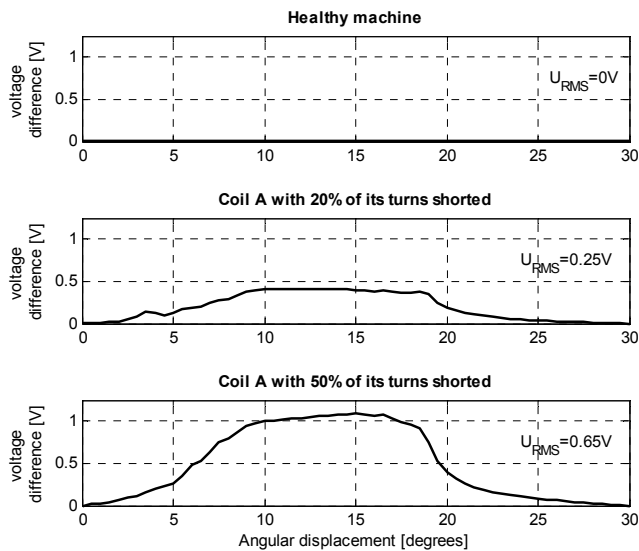 Healthy machine
voltage
difference [V]
1
0.5
0
U_RMS=0V
0 5 10 15 20 25 30
Coil A with 20% of its turns shorted
voltage
difference [V]
1
0.5
0
U_RMS=0.25V
0 5 10 15 20 25 30
Coil A with 50% of its turns shorted
voltage
difference [V]
1
0.5
0
U_RMS=0.65V
0 5 10 15 20 25 30
Angular displacement [degrees]